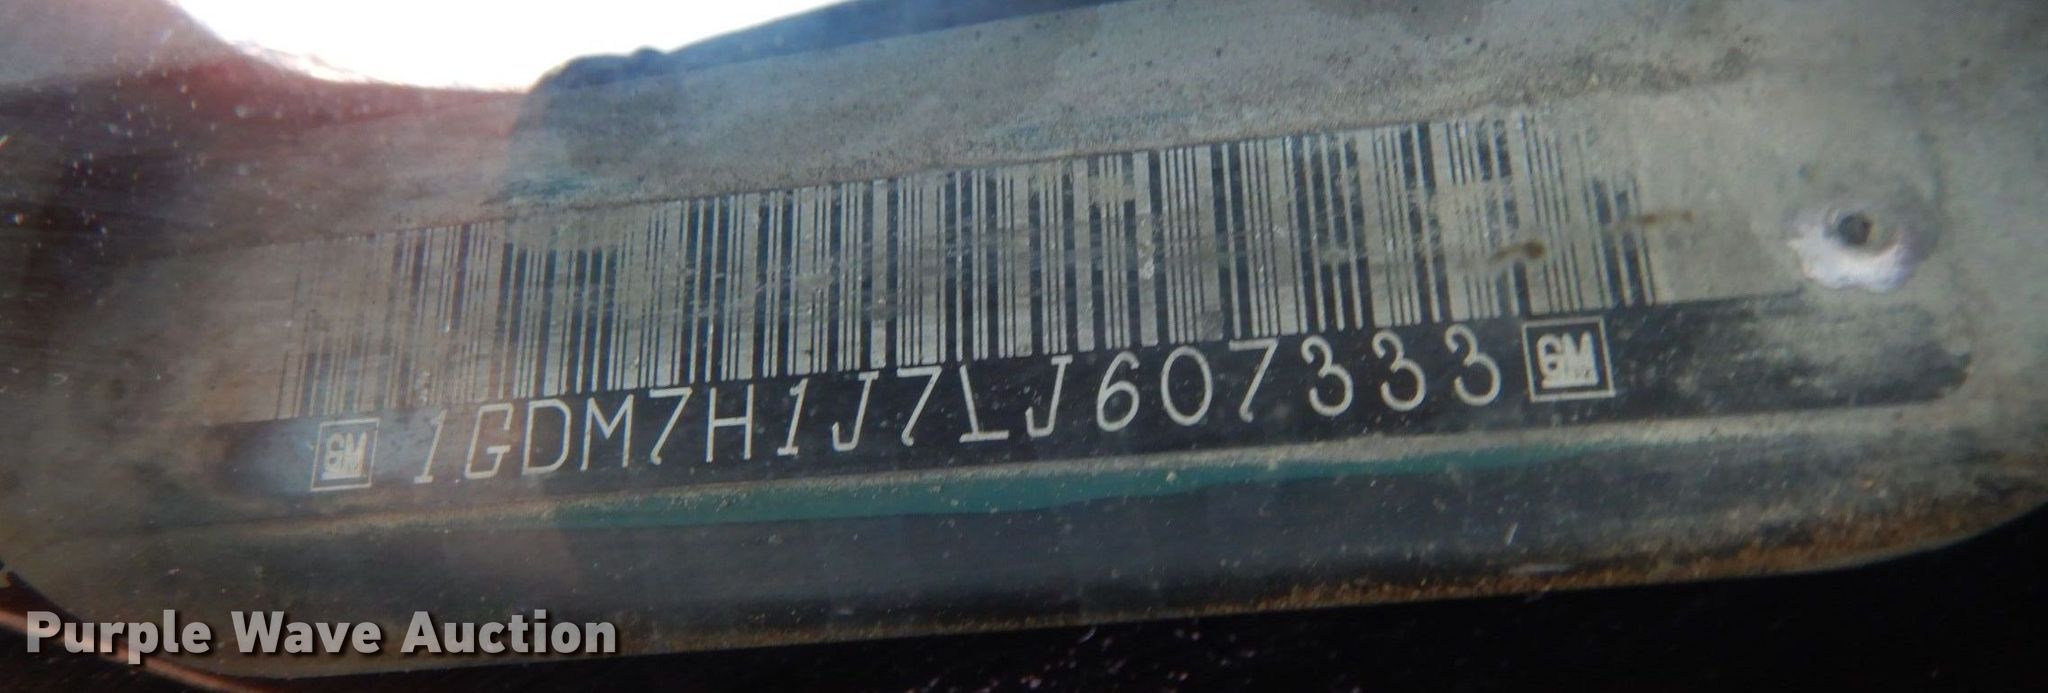 GM 1GDM7H1J7LJ607333 GM
Purple Wave Auction